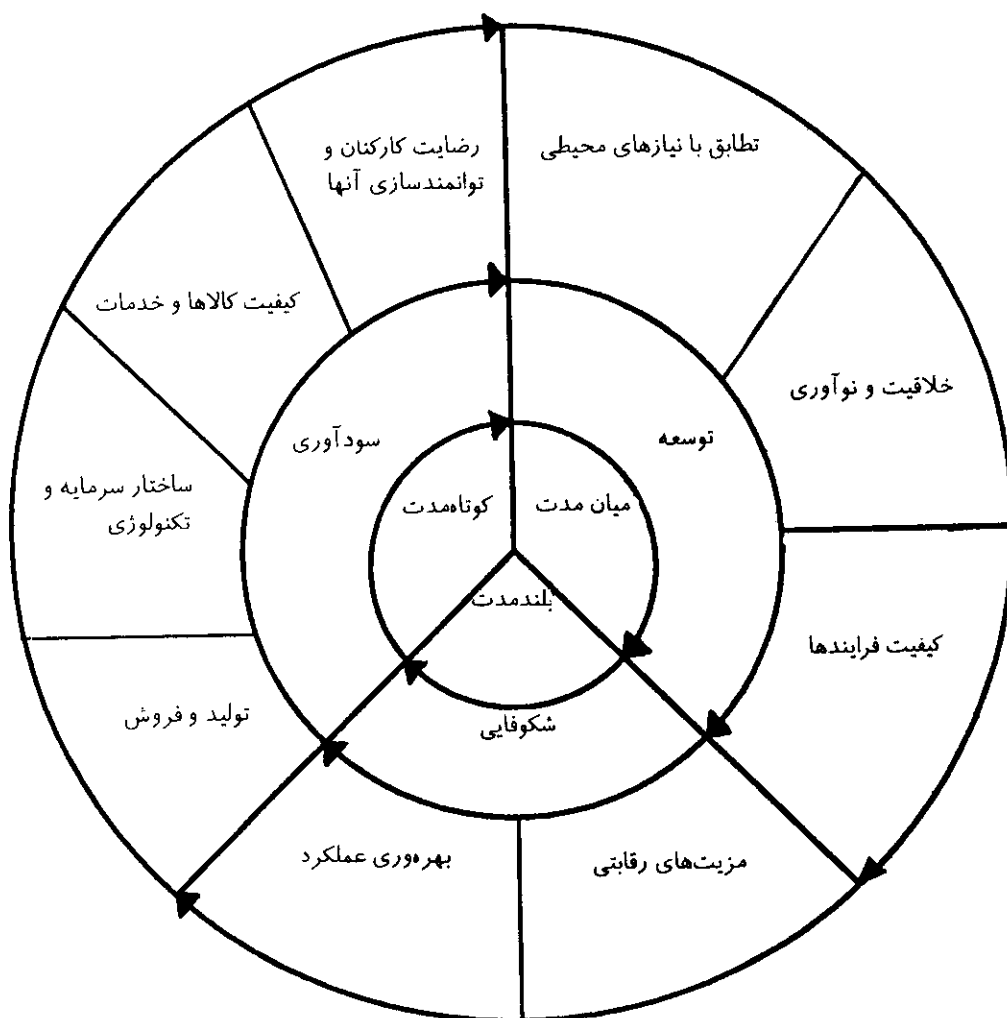 رضایت کارکنان و
توانمندسازی آنها
تطابق با نیازهای محیطی
کیفیت کالاها و خدمات
خلاقیت و نوآوری
سودآوری
توسعه
ساختار سرمایه و
تکنولوژی
کوتاه‌مدت
میان مدت
بلندمدت
کیفیت فرایندها
تولید و فروش
شکوفایی
بهره‌وری عملکرد
مزیت‌های رقابتی